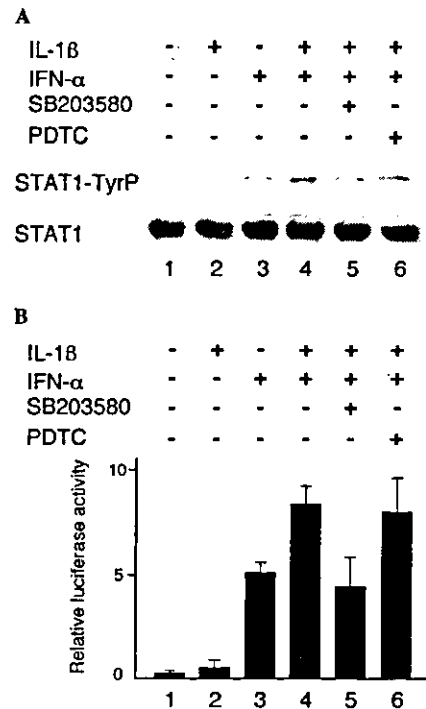 A
IL-1ß - + - + + +
IFN-α - - + + + +
SB203580 - - - - + -
PDTC - - - - - +
STAT1-TyrP
STAT1
1 2 3 4 5 6
B
IL-1ß - + - + + +
IFN-α - - + + + +
SB203580 - - - - + -
PDTC - - - - - +
Relative luciferase activity
10
5
0
1 2 3 4 5 6